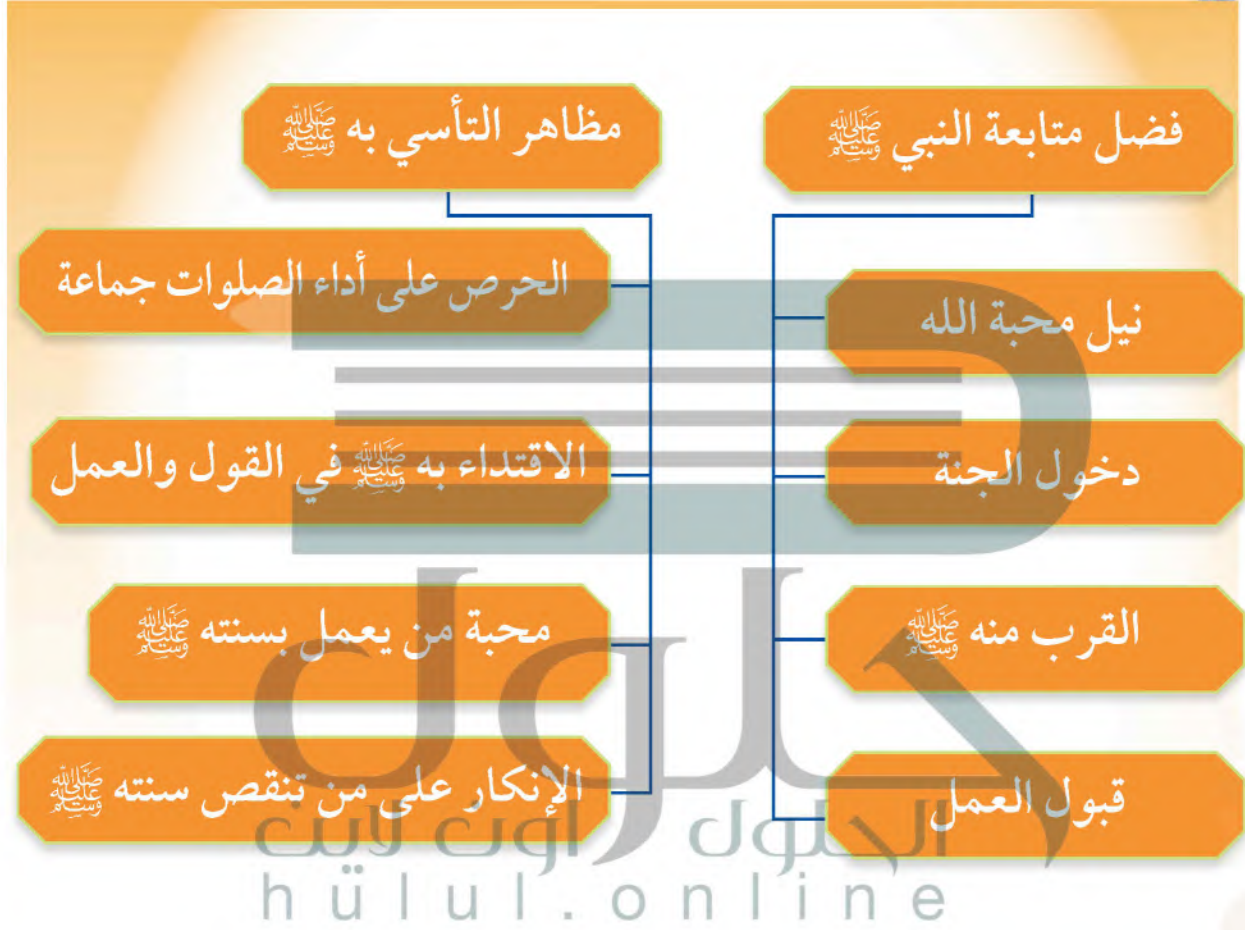 فضل متابعة النبي ﷺ
نيل محبة الله
دخول الجنة
القرب منه ﷺ
قبول العمل
مظاهر التأسي به ﷺ
الحرص على أداء الصلوات جماعة
الاقتداء به ﷺ في القول والعمل
محبة من يعمل بسنته ﷺ
الإنكار على من تنقص سنته ﷺ
حلول
الحلول اون لاين
hülul.online